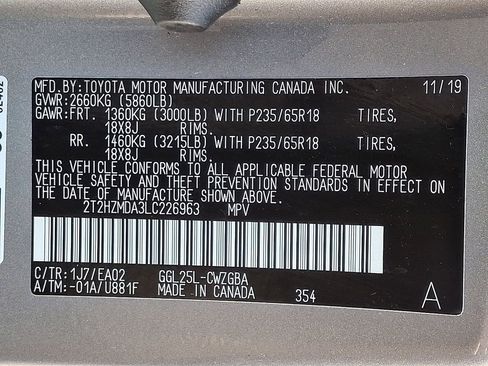 MFD.BY:TOYOTA MOTOR MANUFACTURING CANADA INC. 11/19
GVWR:2660KG (5860LB)
GAWR:FRT. 1360KG (3000LB) WITH P235/65R18 TIRES,
18X8J RIMS.
RR. 1460KG (3215LB) WITH P235/65R18 TIRES,
18X8J RIMS.
THIS VEHICLE CONFORMS TO ALL APPLICABLE FEDERAL MOTOR
VEHICLE SAFETY AND THEFT PREVENTION STANDARDS IN EFFECT ON
THE DATE OF MANUFACTURE SHOWN ABOVE.
2T2HZMDA3LC226963 MPV
C/TR:1J7/EA02 GGL25L-CWZGBA
A/TM:-01A/U881F MADE IN CANADA 354 A